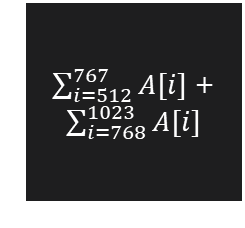 ∑_{i=512}^{767} A[i] +
∑_{i=768}^{1023} A[i]